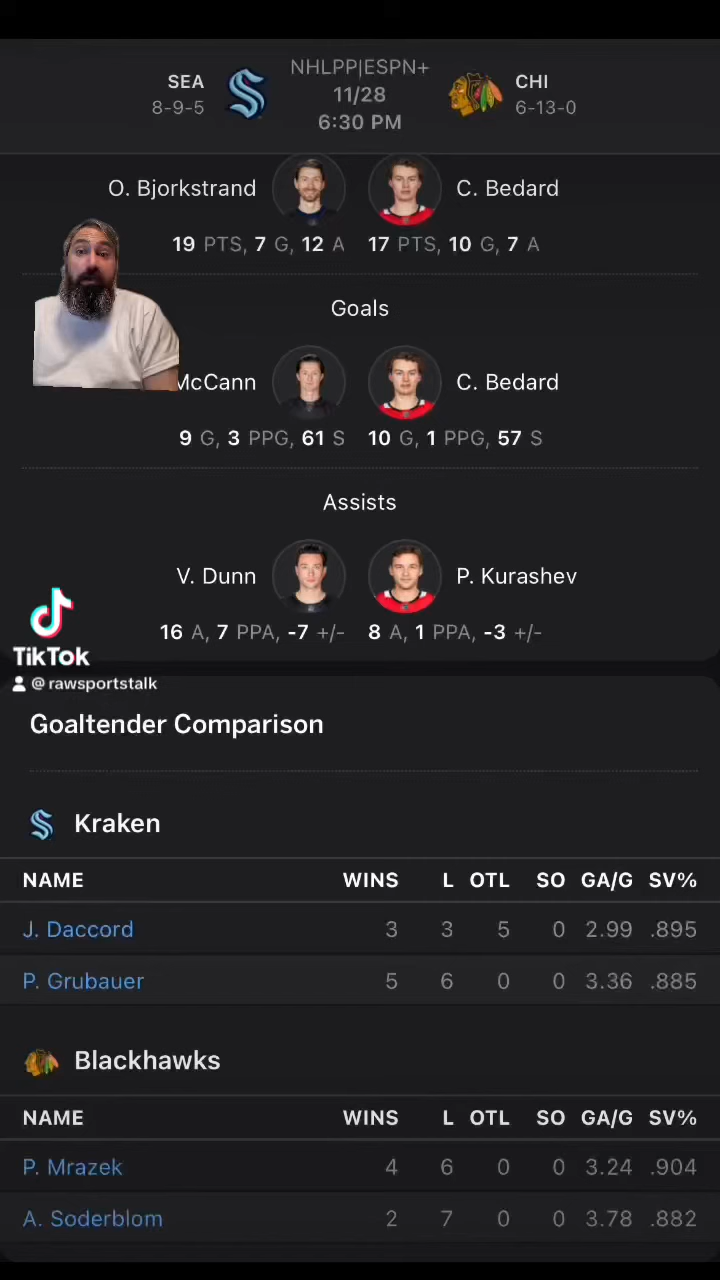 NHLPP|ESPN+
SEA
11/28
CHI
8-9-5
6:30 PM
6-13-0
O. Bjorkstrand
C. Bedard
19 PTS, 7 G, 12 A
17 PTS, 10 G, 7 A
Goals
McCann
C. Bedard
9 G, 3 PPG, 61 S
10 G, 1 PPG, 57 S
Assists
V. Dunn
P. Kurashev
16 A, 7 PPA, -7 +/-
8 A, 1 PPA, -3 +/-
TikTok
@rawsportstalk
Goaltender Comparison
Kraken
NAME WINS L OTL SO GA/G SV%
J. Daccord 3 3 5 0 2.99 .895
P. Grubauer 5 6 0 0 3.36 .885
Blackhawks
NAME WINS L OTL SO GA/G SV%
P. Mrazek 4 6 0 0 3.24 .904
A. Soderblom 2 7 0 0 3.78 .882